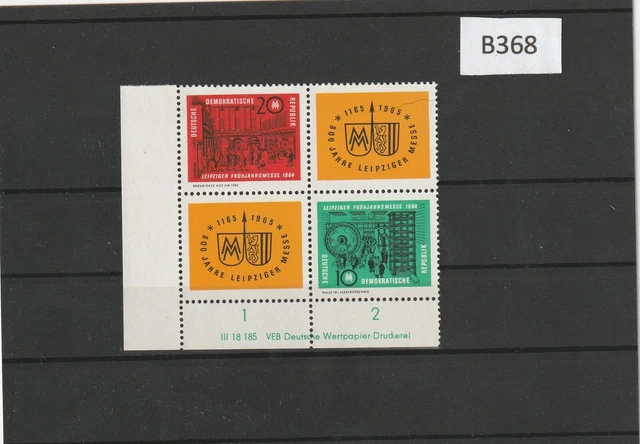 B368
DEUTSCHE DEMOKRATISCHE REPUBLIK
20
LEIPZIGER FRÜHJAHRSMESSE 1964
1165 1965
800 JAHRE LEIPZIGER MESSE
1165 1965
800 JAHRE LEIPZIGER MESSE
LEIPZIGER FRÜHJAHRSMESSE 1964
DEUTSCHE DEMOKRATISCHE REPUBLIK
10
1 2
III 18 185 VEB Deutsche Wertpapier-Druckerei